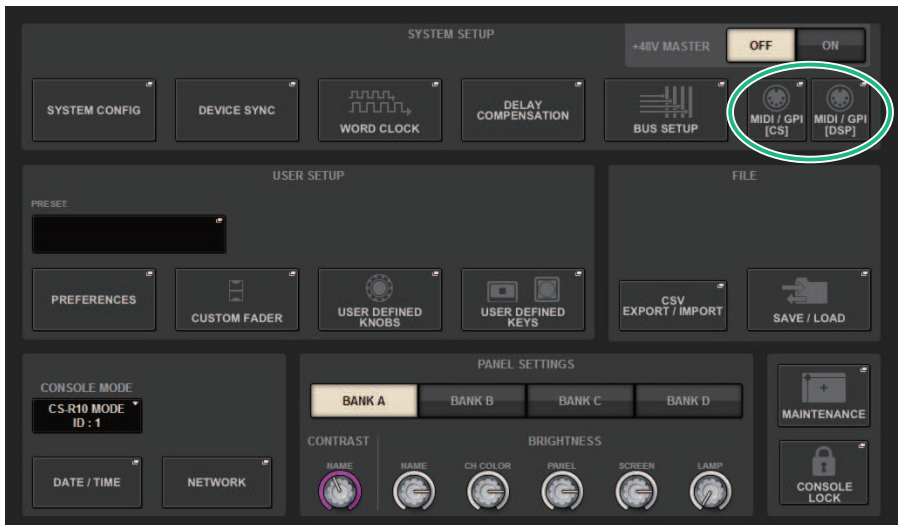 SYSTEM SETUP
+48V MASTER
OFF
ON
SYSTEM CONFIG
DEVICE SYNC
WORD CLOCK
DELAY
COMPENSATION
BUS SETUP
MIDI / GPI
[CS]
MIDI / GPI
[DSP]
USER SETUP
PRESET:
PREFERENCES
CUSTOM FADER
USER DEFINED
KNOBS
USER DEFINED
KEYS
FILE
CSV
EXPORT / IMPORT
SAVE / LOAD
CONSOLE MODE
CS-R10 MODE
ID : 1
DATE / TIME
NETWORK
PANEL SETTINGS
BANK A
BANK B
BANK C
BANK D
CONTRAST
BRIGHTNESS
NAME
NAME
CH COLOR
PANEL
SCREEN
LAMP
MAINTENANCE
CONSOLE
LOCK